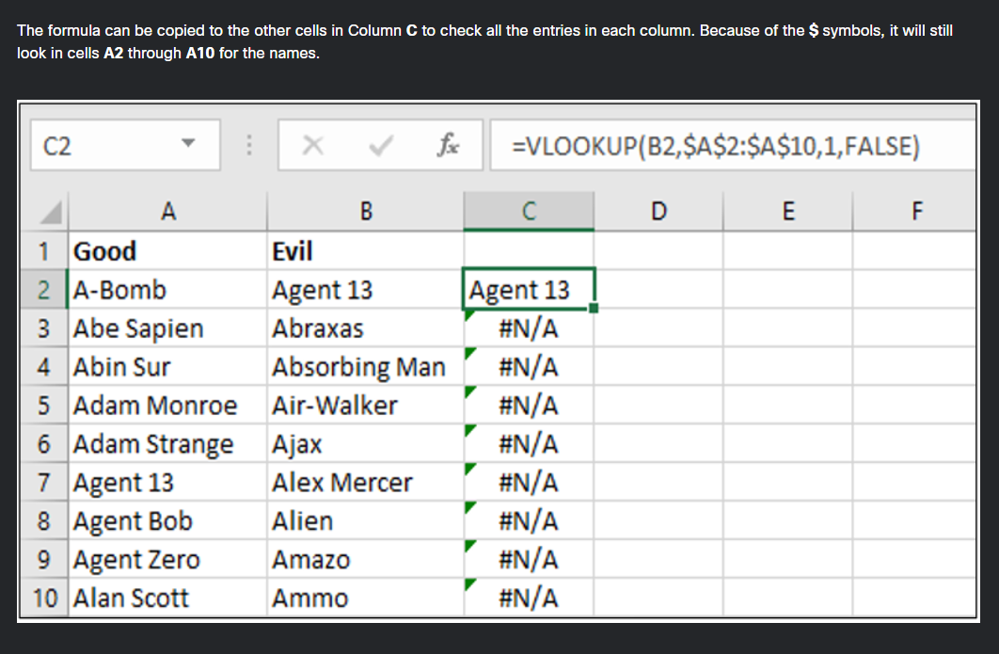 The formula can be copied to the other cells in Column C to check all the entries in each column. Because of the $ symbols, it will still
look in cells A2 through A10 for the names.
C2 fx =VLOOKUP(B2,$A$2:$A$10,1,FALSE)
A B C D E F
1 Good Evil
2 A-Bomb Agent 13 Agent 13
3 Abe Sapien Abraxas #N/A
4 Abin Sur Absorbing Man #N/A
5 Adam Monroe Air-Walker #N/A
6 Adam Strange Ajax #N/A
7 Agent 13 Alex Mercer #N/A
8 Agent Bob Alien #N/A
9 Agent Zero Amazo #N/A
10 Alan Scott Ammo #N/A